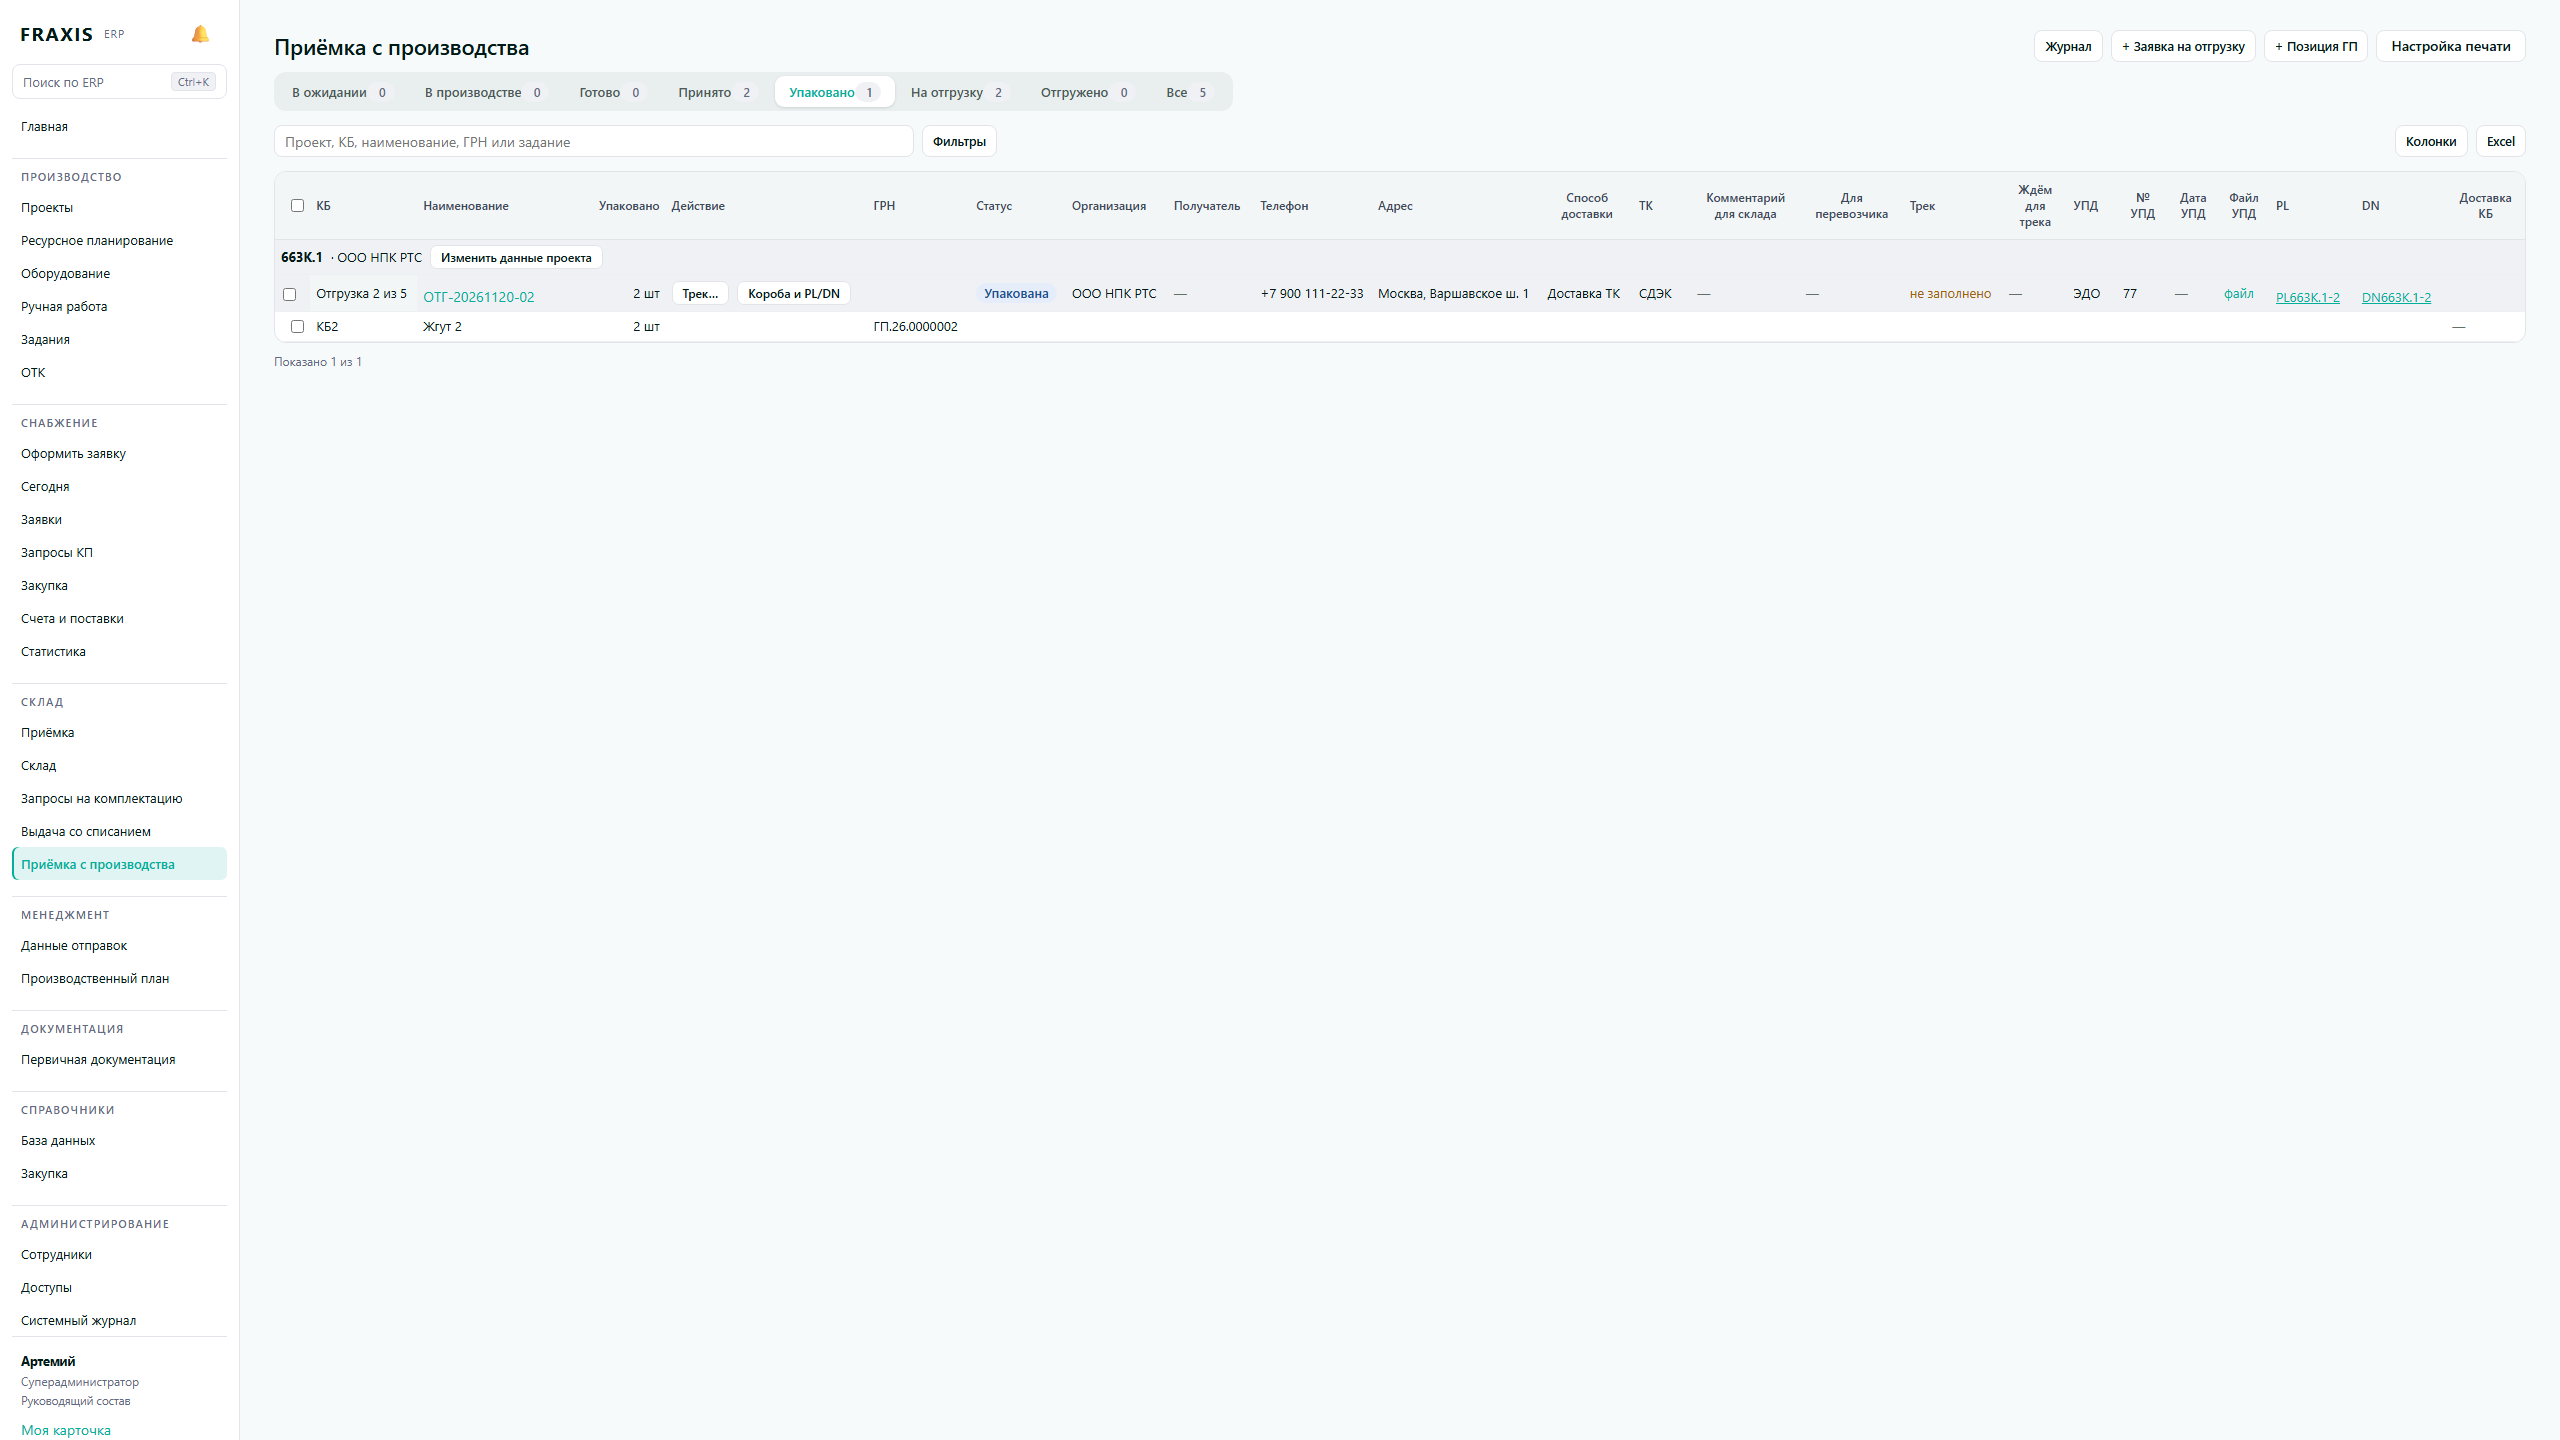 FRAXIS ERP
Поиск по ERP Ctrl+K
Главная
ПРОИЗВОДСТВО
Проекты
Ресурсное планирование
Оборудование
Ручная работа
Задания
ОТК
СНАБЖЕНИЕ
Оформить заявку
Сегодня
Заявки
Запросы КП
Закупка
Счета и поставки
Статистика
СКЛАД
Приёмка
Склад
Запросы на комплектацию
Выдача со списанием
Приёмка с производства
МЕНЕДЖМЕНТ
Данные отправок
Производственный план
ДОКУМЕНТАЦИЯ
Первичная документация
СПРАВОЧНИКИ
База данных
Закупка
АДМИНИСТРИРОВАНИЕ
Сотрудники
Доступы
Системный журнал
Артемий
Суперадминистратор
Руководящий состав
Моя карточка
Приёмка с производства
Журнал + Заявка на отгрузку + Позиция ГП Настройка печати
В ожидании 0 В производстве 0 Готово 0 Принято 2 Упаковано 1 На отгрузку 2 Отгружено 0 Все 5
Проект, КБ, наименование, ГРН или задание Фильтры Колонки Excel
КБ Наименование Упаковано Действие ГРН Статус Организация Получатель Телефон Адрес Способ доставки ТК Комментарий для склада Для перевозчика Трек Ждём для трека УПД № УПД Дата УПД Файл УПД PL DN Доставка КБ
663К.1 · ООО НПК РТС Изменить данные проекта
Отгрузка 2 из 5 ОТГ-20261120-02 2 шт Трек... Короба и PL/DN Упакована ООО НПК РТС — +7 900 111-22-33 Москва, Варшавское ш. 1 Доставка ТК СДЭК — — не заполнено — ЭДО 77 — файл PL663K.1-2 DN663K.1-2
КБ2 Жгут 2 2 шт ГП.26.0000002 —
Показано 1 из 1